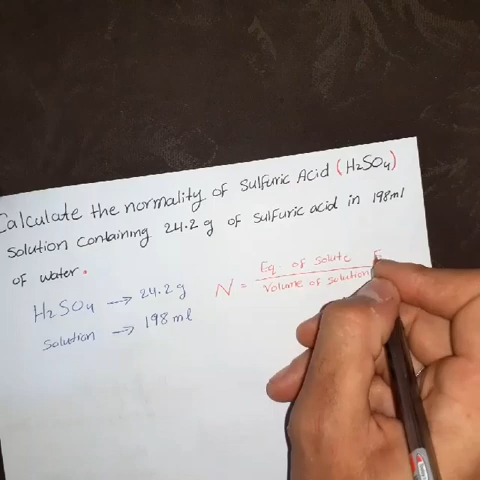 Calculate the normality of Sulfuric Acid (H2SO4)
solution containing 24.2 g of sulfuric acid in 198ml
of water.
H2SO4 → 24.2 g
solution → 198 ml
N = Eq. of solute
Volume of solution